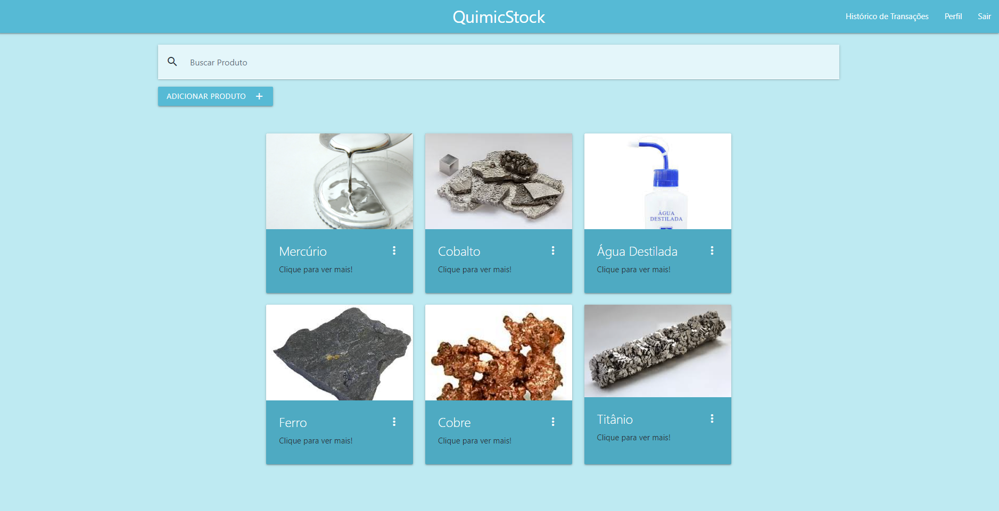 QuimicStock
Histórico de Transações
Perfil
Sair
Buscar Produto
ADICIONAR PRODUTO +
ÁGUA
DESTILADA
Mercúrio
Clique para ver mais!
Cobalto
Clique para ver mais!
Água Destilada
Clique para ver mais!
Ferro
Clique para ver mais!
Cobre
Clique para ver mais!
Titânio
Clique para ver mais!